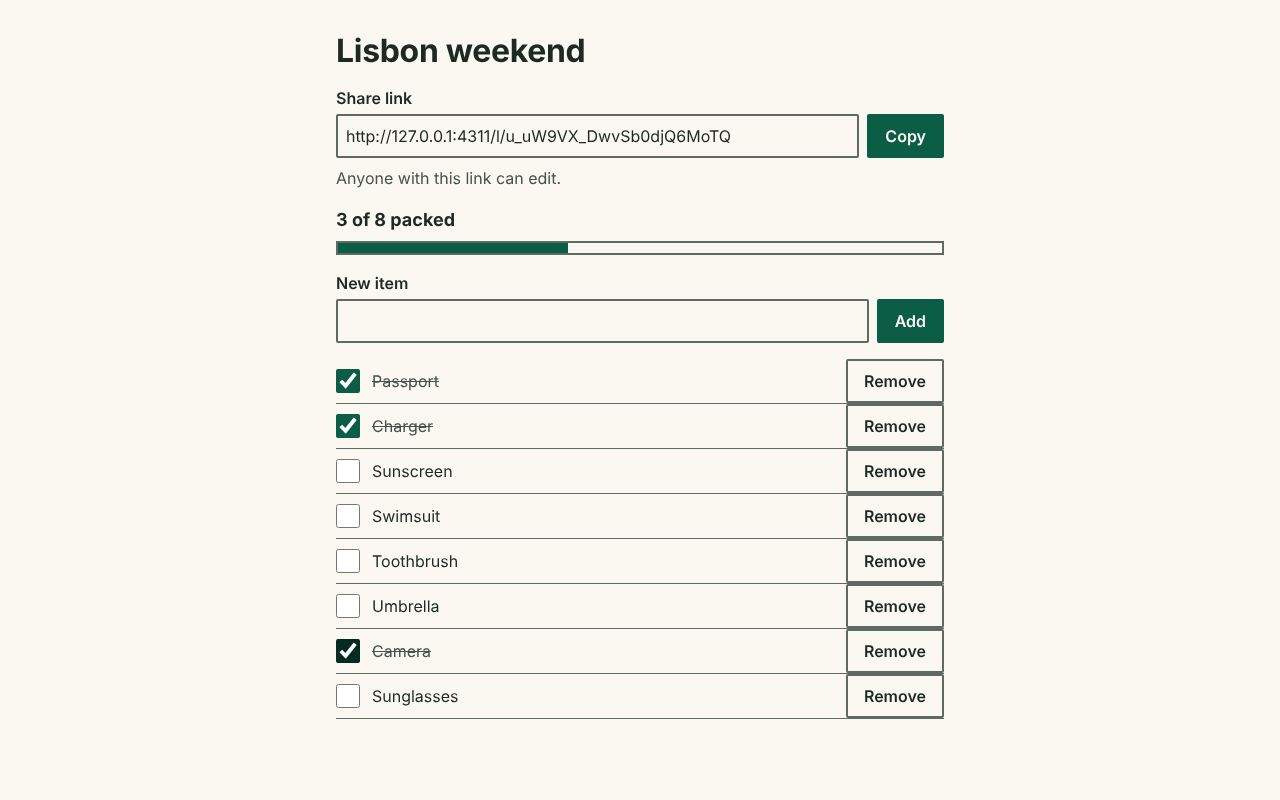 Lisbon weekend
Share link
http://127.0.0.1:4311/l/u_uW9VX_DwvSb0djQ6MoTQ
Copy
Anyone with this link can edit.
3 of 8 packed
New item
Add
Passport
Remove
Charger
Remove
Sunscreen
Remove
Swimsuit
Remove
Toothbrush
Remove
Umbrella
Remove
Camera
Remove
Sunglasses
Remove